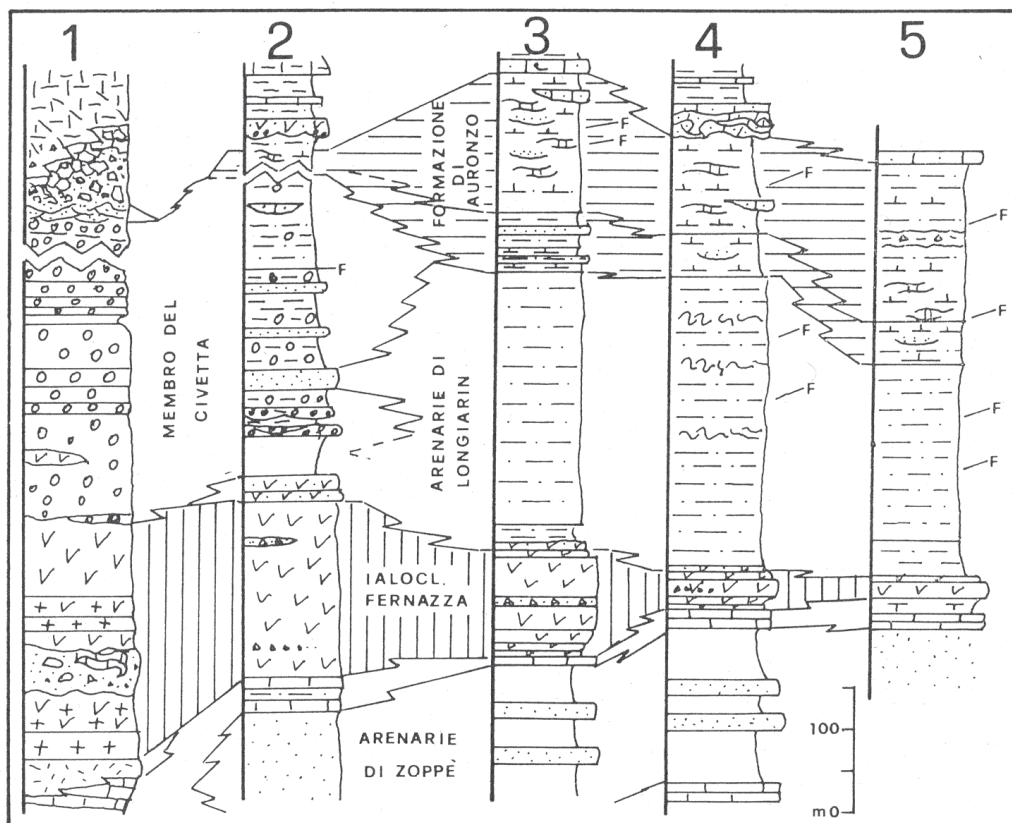 1 2 3 4 5
FORMAZIONE
DI
AURONZO
F
F
F
F
F
F
F
F
F
F
MEMBRO DEL
CIVETTA
ARENARIE DI
LONGIARIN
IALOCL.
FERNAZZA
ARENARIE
DI ZOPPÈ
100
m 0